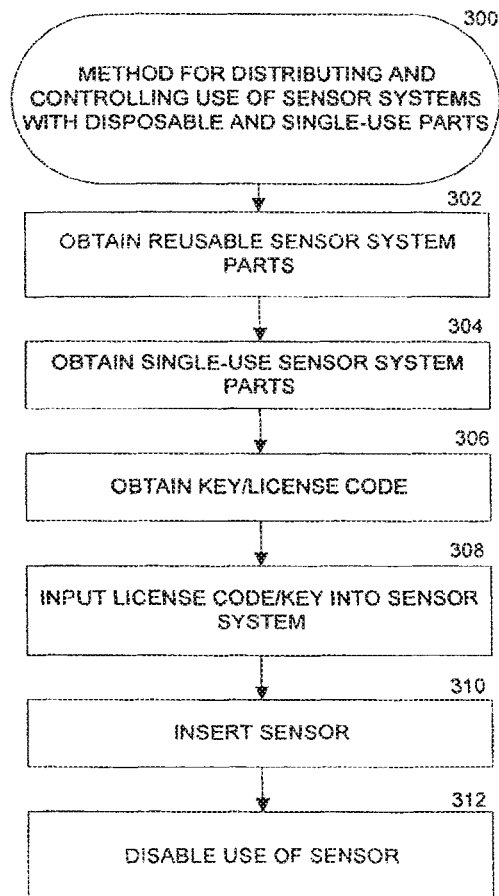 300
METHOD FOR DISTRIBUTING AND
CONTROLLING USE OF SENSOR SYSTEMS
WITH DISPOSABLE AND SINGLE-USE PARTS
302
OBTAIN REUSABLE SENSOR SYSTEM
PARTS
304
OBTAIN SINGLE-USE SENSOR SYSTEM
PARTS
306
OBTAIN KEY/LICENSE CODE
308
INPUT LICENSE CODE/KEY INTO SENSOR
SYSTEM
310
INSERT SENSOR
312
DISABLE USE OF SENSOR